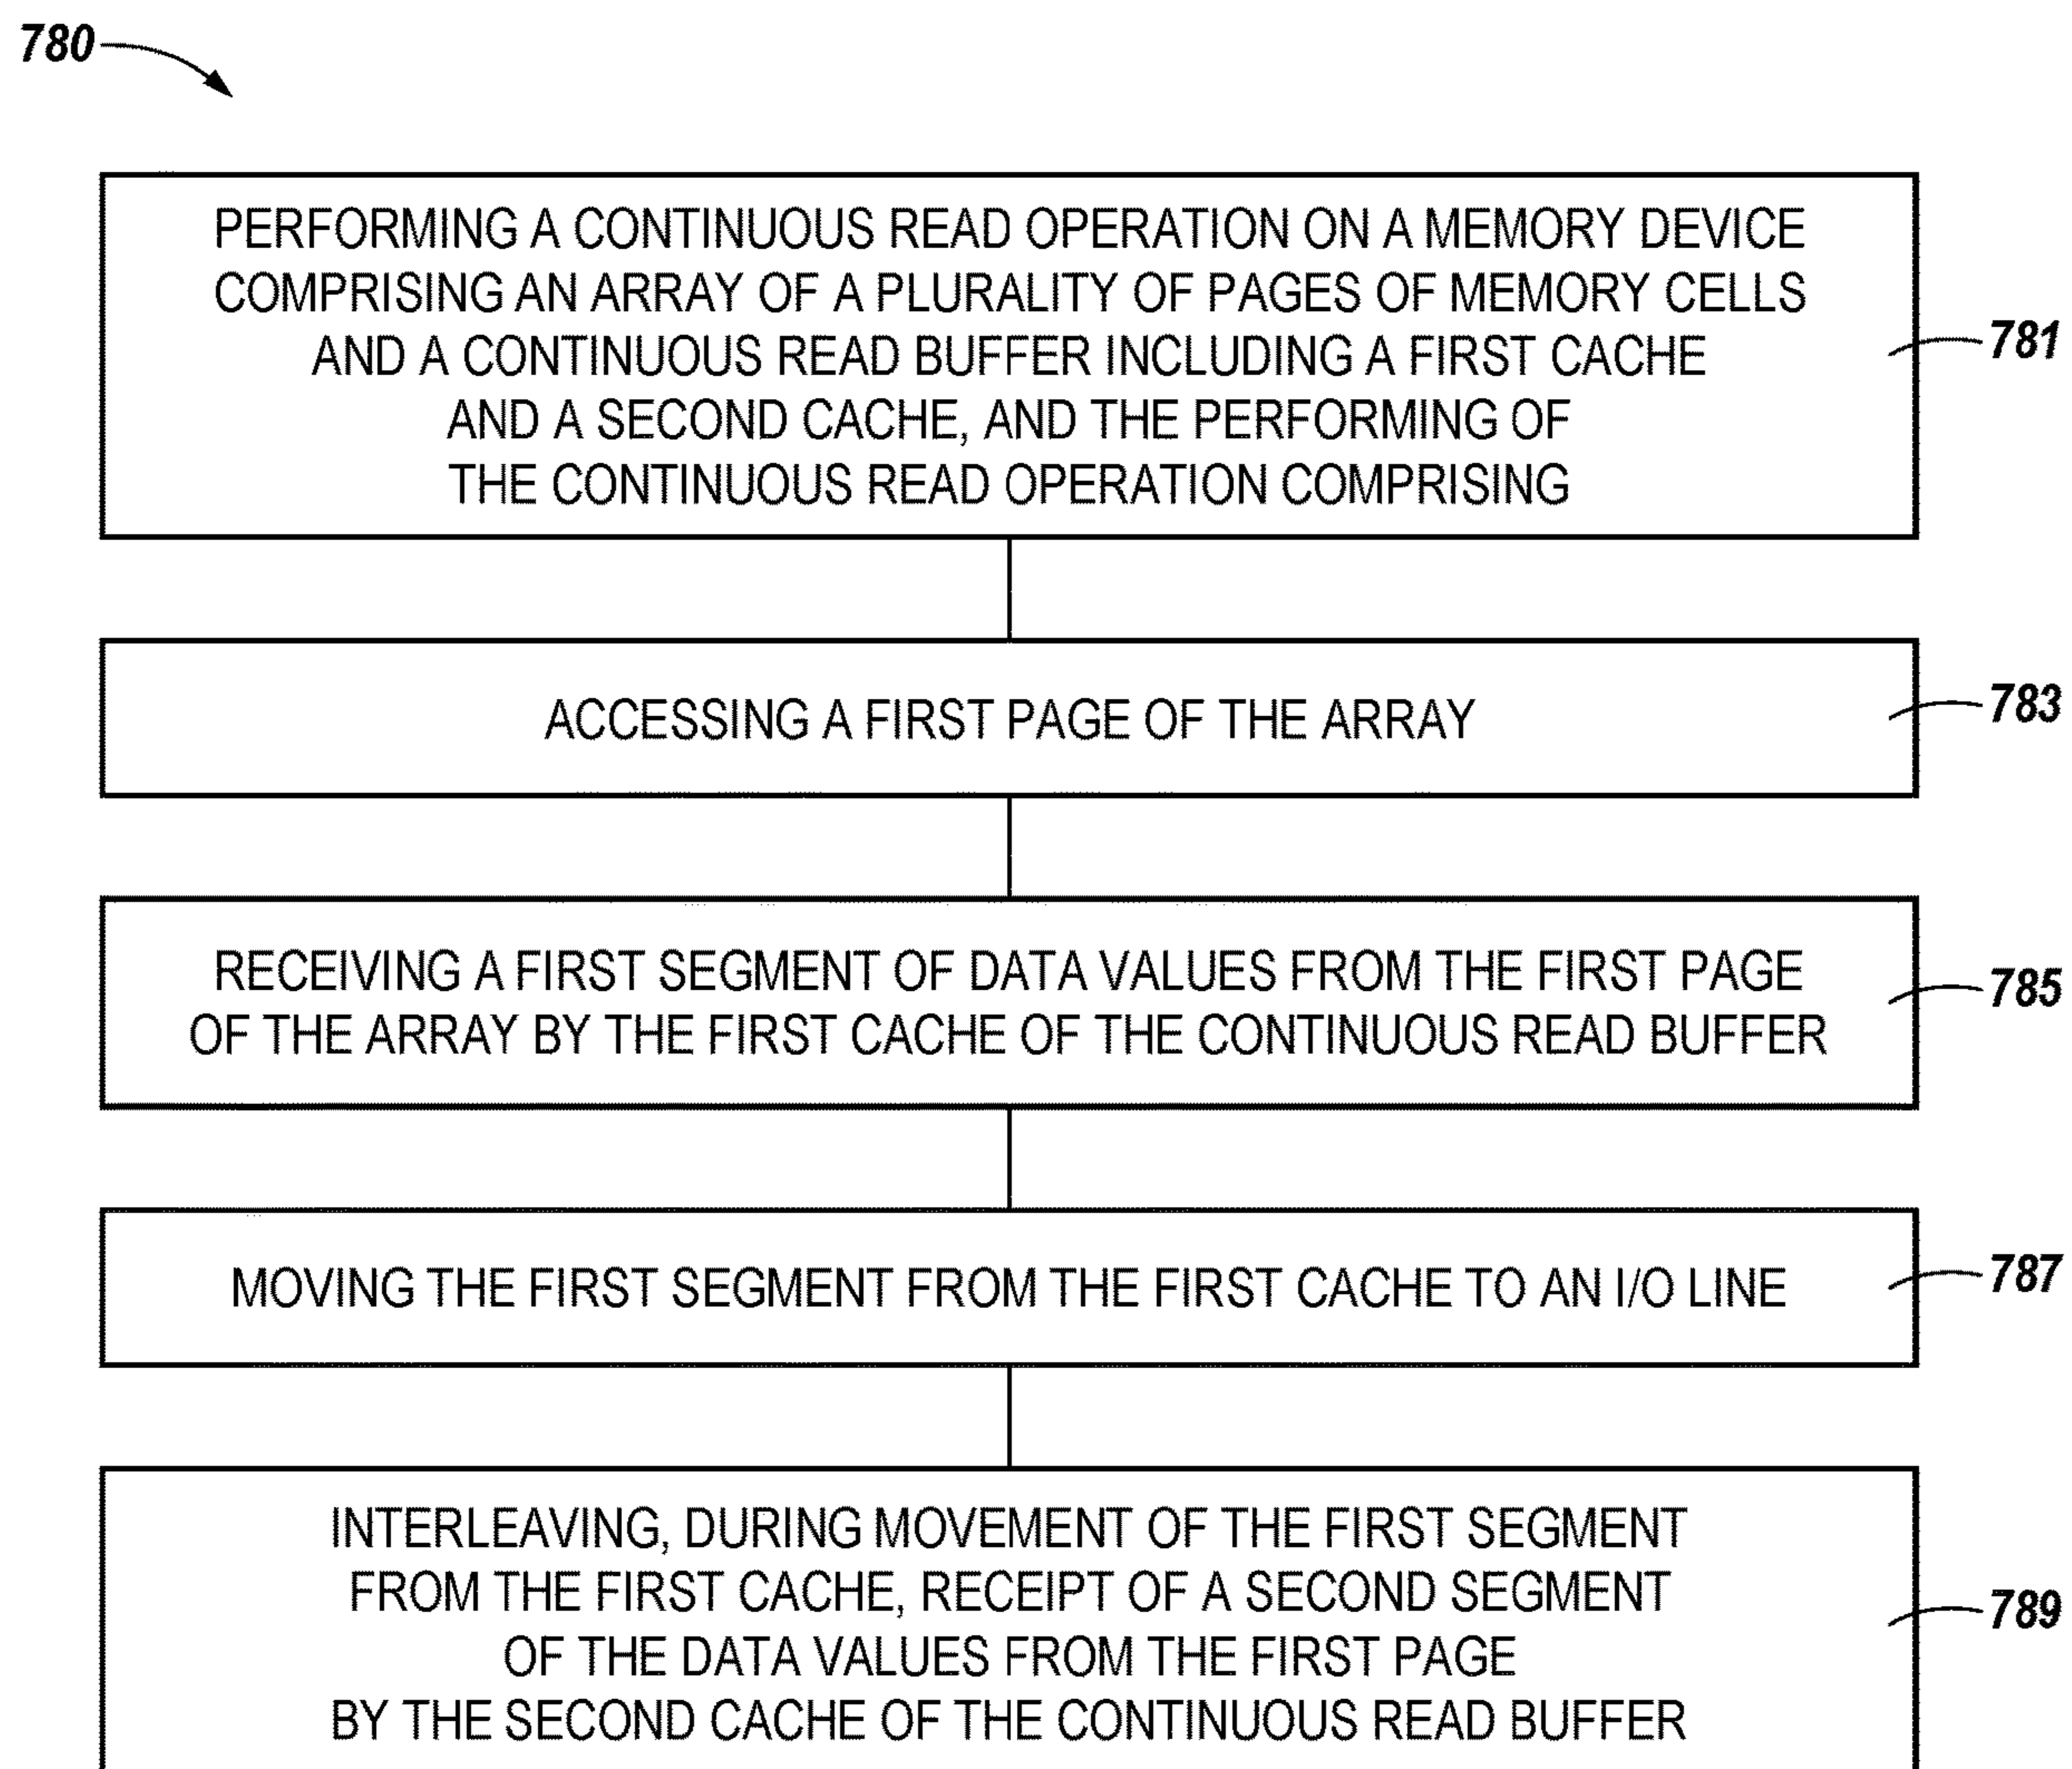 780
PERFORMING A CONTINUOUS READ OPERATION ON A MEMORY DEVICE
COMPRISING AN ARRAY OF A PLURALITY OF PAGES OF MEMORY CELLS
AND A CONTINUOUS READ BUFFER INCLUDING A FIRST CACHE
AND A SECOND CACHE, AND THE PERFORMING OF
THE CONTINUOUS READ OPERATION COMPRISING
781
ACCESSING A FIRST PAGE OF THE ARRAY
783
RECEIVING A FIRST SEGMENT OF DATA VALUES FROM THE FIRST PAGE
OF THE ARRAY BY THE FIRST CACHE OF THE CONTINUOUS READ BUFFER
785
MOVING THE FIRST SEGMENT FROM THE FIRST CACHE TO AN I/O LINE
787
INTERLEAVING, DURING MOVEMENT OF THE FIRST SEGMENT
FROM THE FIRST CACHE, RECEIPT OF A SECOND SEGMENT
OF THE DATA VALUES FROM THE FIRST PAGE
BY THE SECOND CACHE OF THE CONTINUOUS READ BUFFER
789